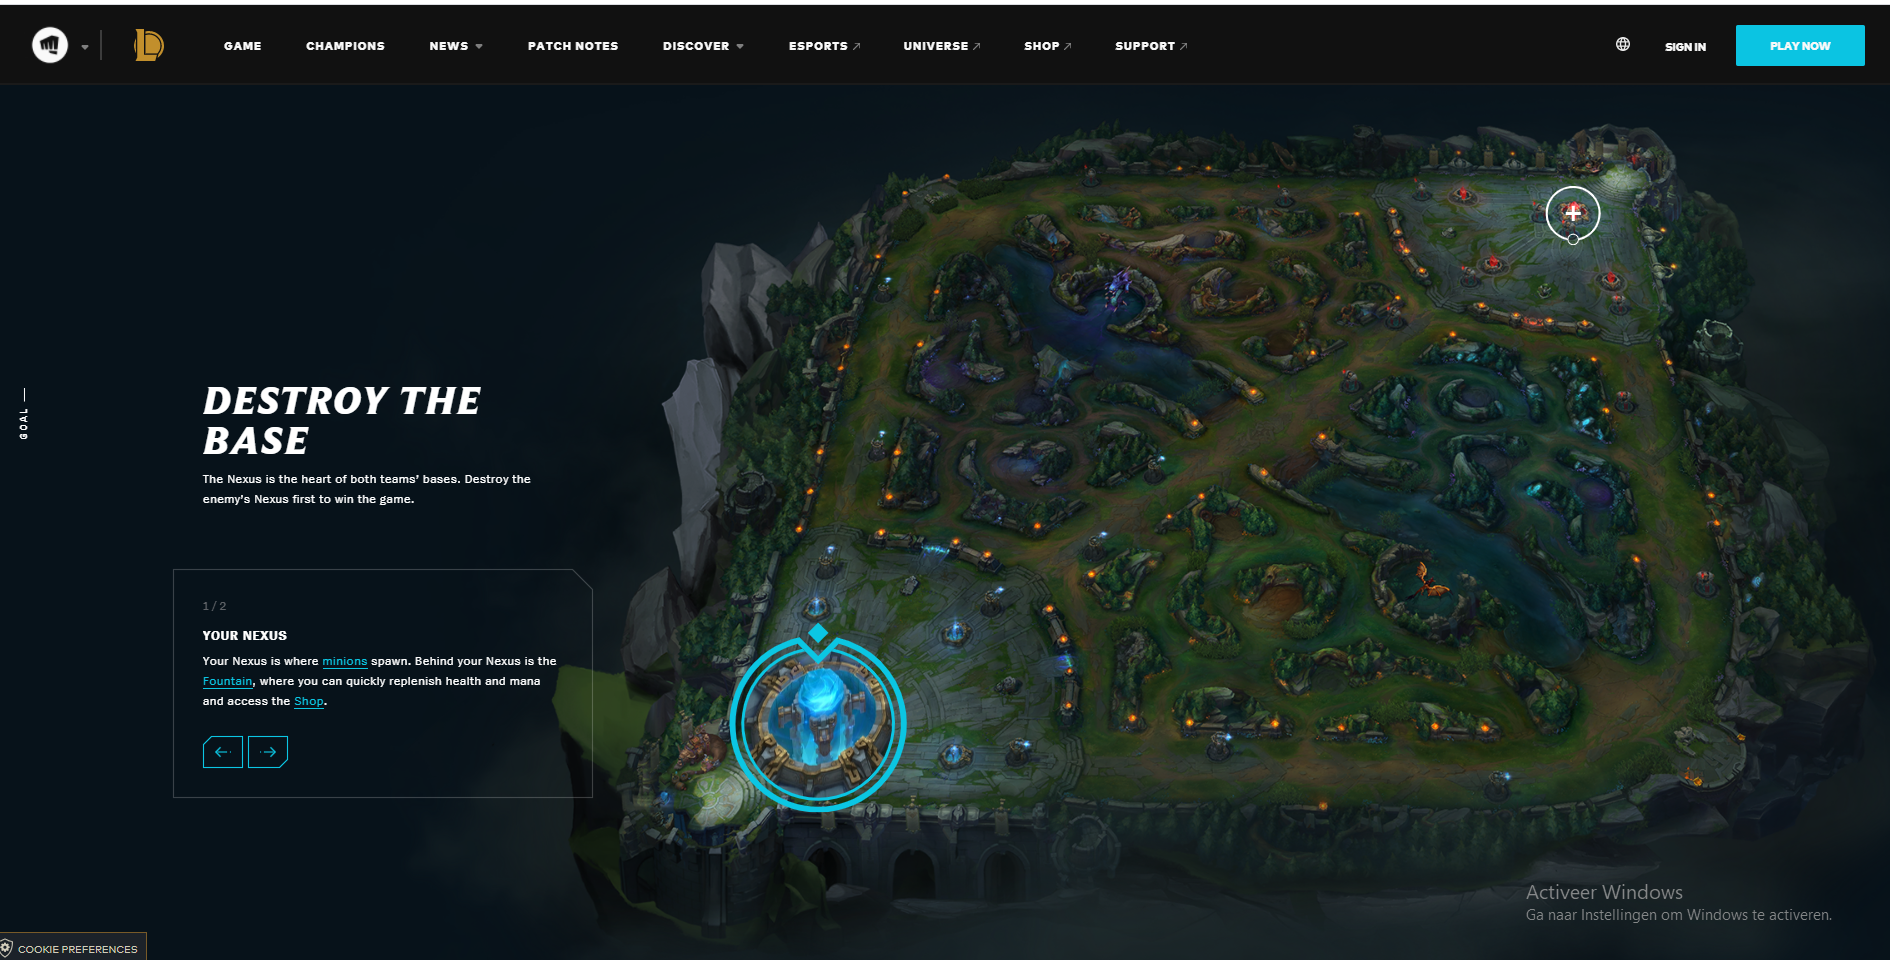 GAME CHAMPIONS NEWS PATCH NOTES DISCOVER ESPORTS UNIVERSE SHOP SUPPORT SIGN IN PLAY NOW
GOAL
DESTROY THE
BASE
The Nexus is the heart of both teams’ bases. Destroy the
enemy’s Nexus first to win the game.
1 / 2
YOUR NEXUS
Your Nexus is where minions spawn. Behind your Nexus is the
Fountain, where you can quickly replenish health and mana
and access the Shop.
Activeer Windows
Ga naar Instellingen om Windows te activeren.
COOKIE PREFERENCES